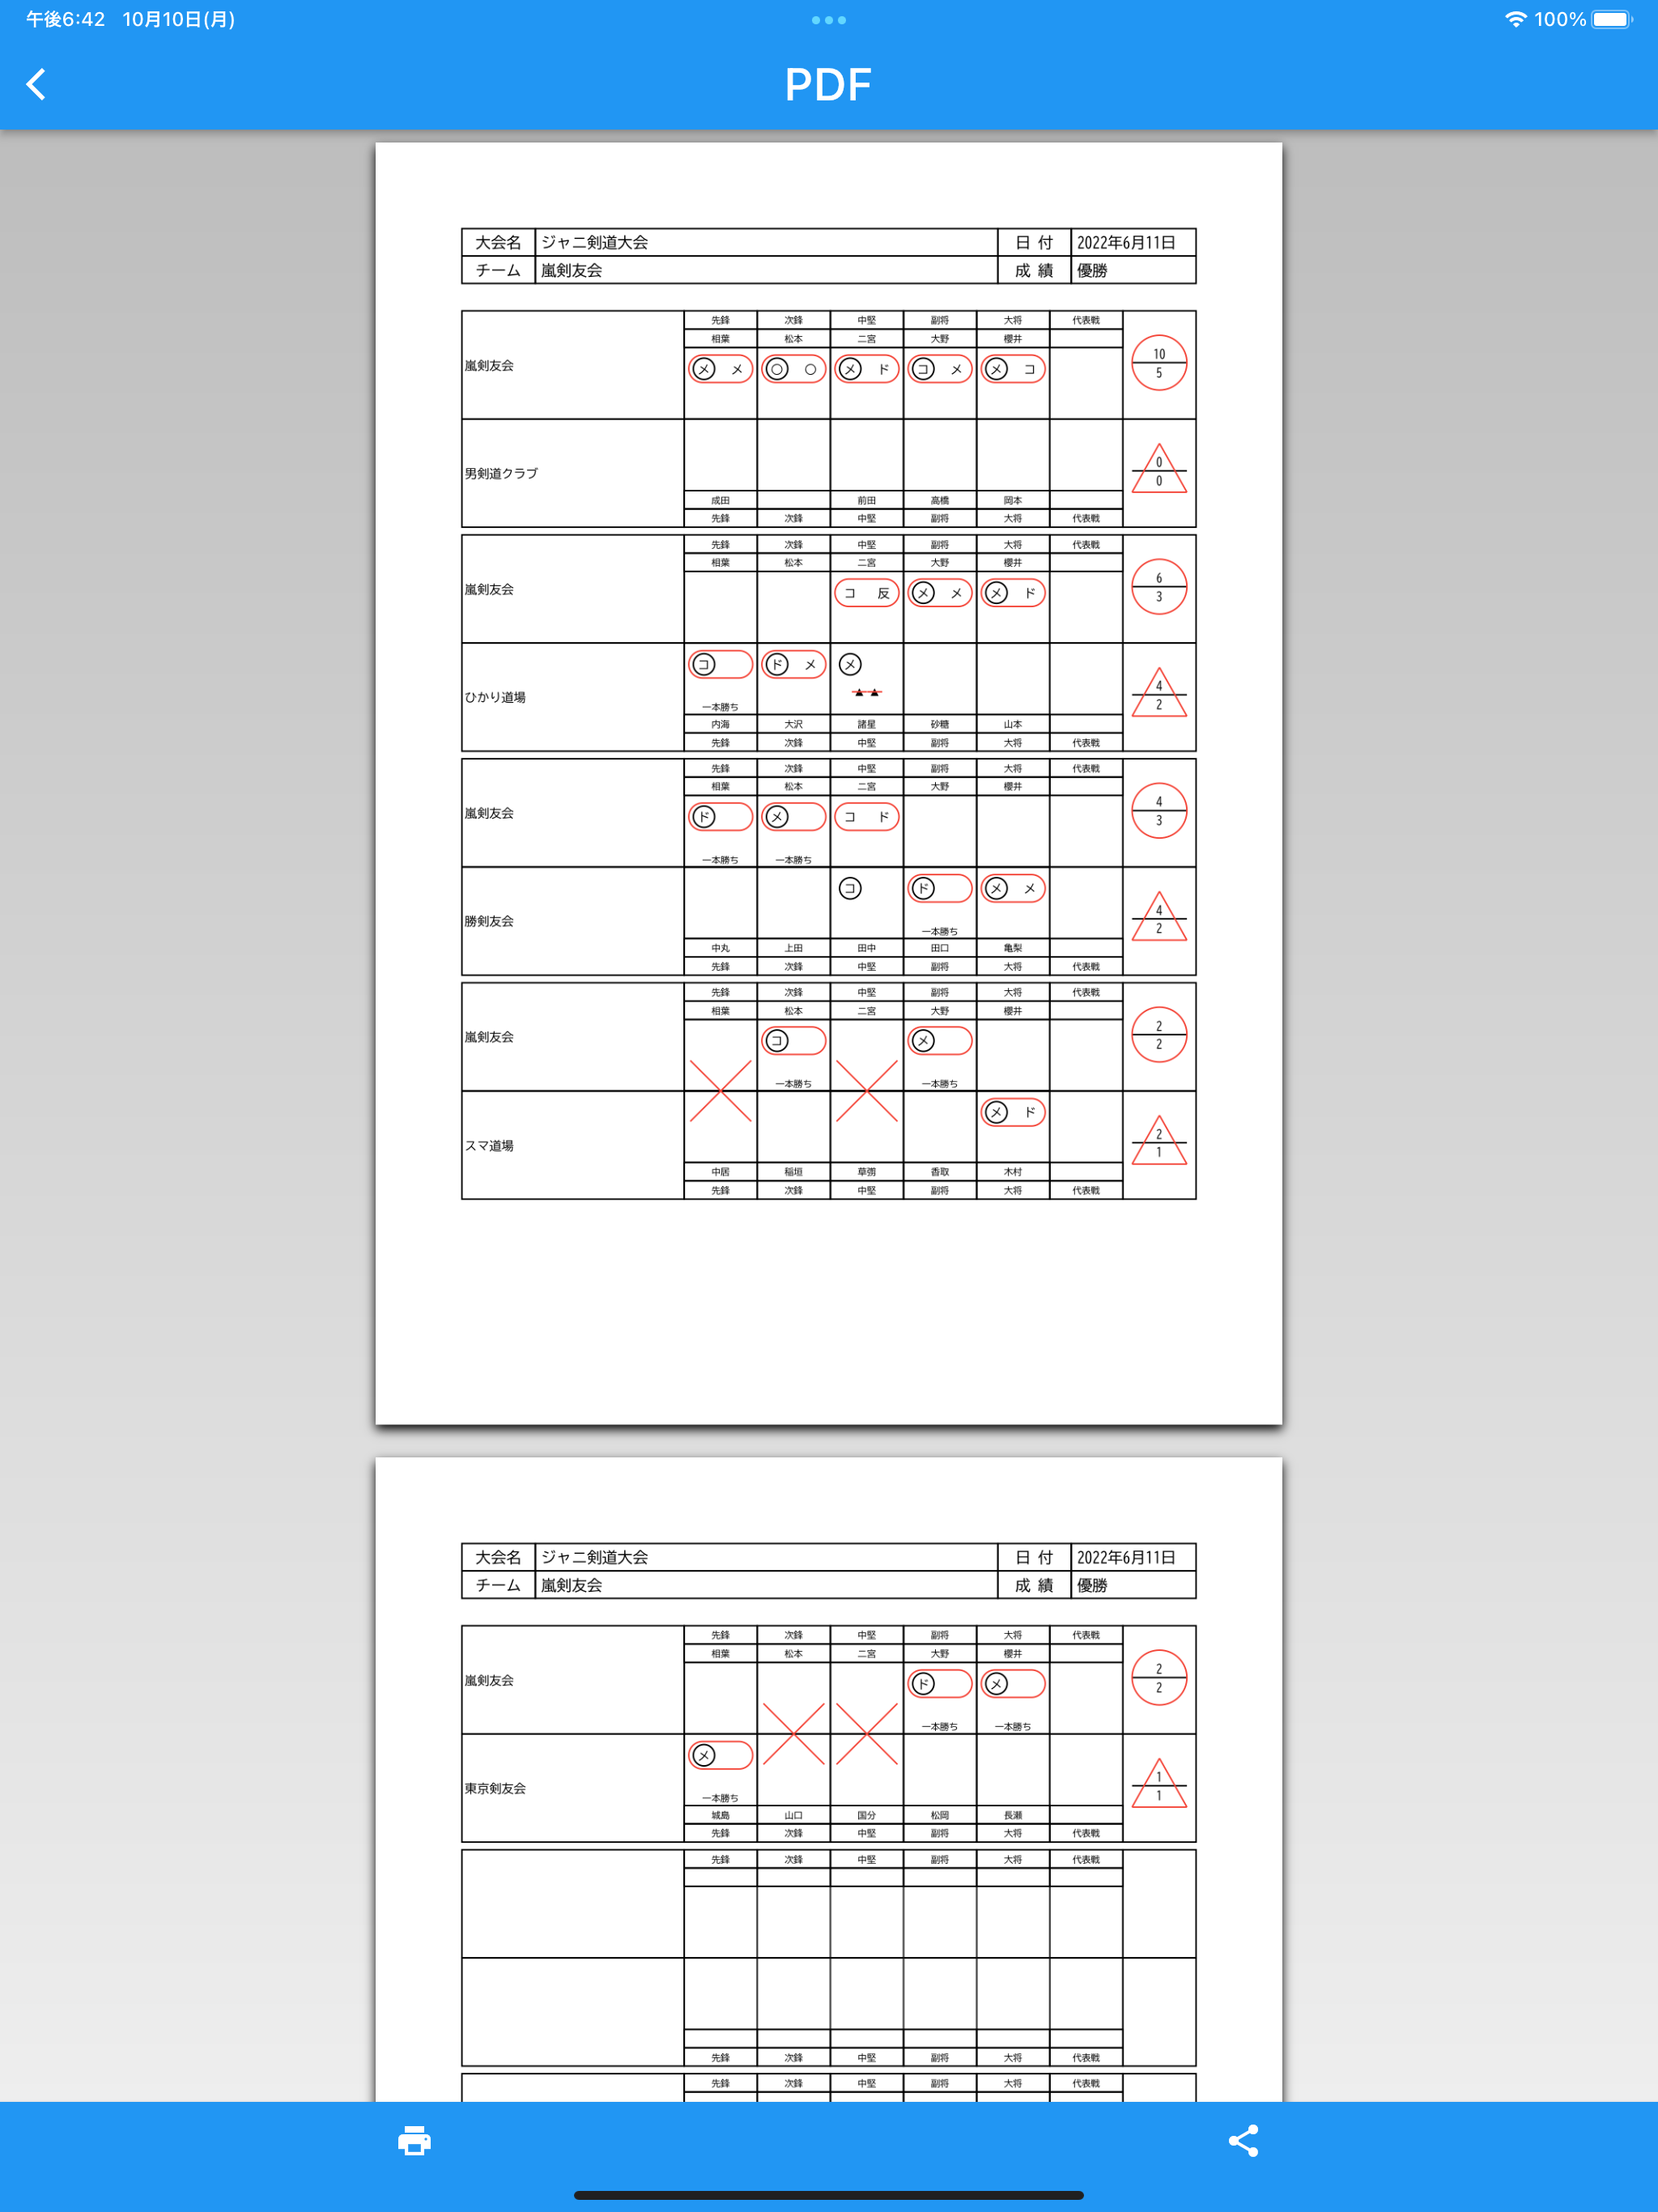 午後6:42 10月10日(月) 100%
PDF
大会名 ジャニ剣道大会 日 付 2022年6月11日
チーム 嵐剣友会 成 績 優勝
先鋒 次鋒 中堅 副将 大将 代表戦
相葉 松本 二宮 大野 櫻井
嵐剣友会
メ メ 〇 〇 メ ド コ メ メ コ
10
5
男剣道クラブ
0
0
成田 前田 高橋 岡本
先鋒 次鋒 中堅 副将 大将 代表戦
先鋒 次鋒 中堅 副将 大将 代表戦
相葉 松本 二宮 大野 櫻井
嵐剣友会
コ 反 メ メ メ ド
6
3
コ ド メ メ
▲ ▲
ひかり道場
4
2
一本勝ち
内海 大沢 諸星 砂糖 山本
先鋒 次鋒 中堅 副将 大将 代表戦
先鋒 次鋒 中堅 副将 大将 代表戦
相葉 松本 二宮 大野 櫻井
嵐剣友会
ド メ コ ド
4
3
一本勝ち 一本勝ち
コ ド メ メ
勝剣友会
4
2
一本勝ち
中丸 上田 田中 田口 亀梨
先鋒 次鋒 中堅 副将 大将 代表戦
先鋒 次鋒 中堅 副将 大将 代表戦
相葉 松本 二宮 大野 櫻井
嵐剣友会
コ メ
2
2
一本勝ち 一本勝ち
メ ド
スマ道場
2
1
中居 稲垣 草彅 香取 木村
先鋒 次鋒 中堅 副将 大将 代表戦
大会名 ジャニ剣道大会 日 付 2022年6月11日
チーム 嵐剣友会 成 績 優勝
先鋒 次鋒 中堅 副将 大将 代表戦
相葉 松本 二宮 大野 櫻井
嵐剣友会
ド メ
2
2
一本勝ち 一本勝ち
メ
東京剣友会
1
1
一本勝ち
城島 山口 国分 松岡 長瀬
先鋒 次鋒 中堅 副将 大将 代表戦
先鋒 次鋒 中堅 副将 大将 代表戦
先鋒 次鋒 中堅 副将 大将 代表戦
先鋒 次鋒 中堅 副将 大将 代表戦